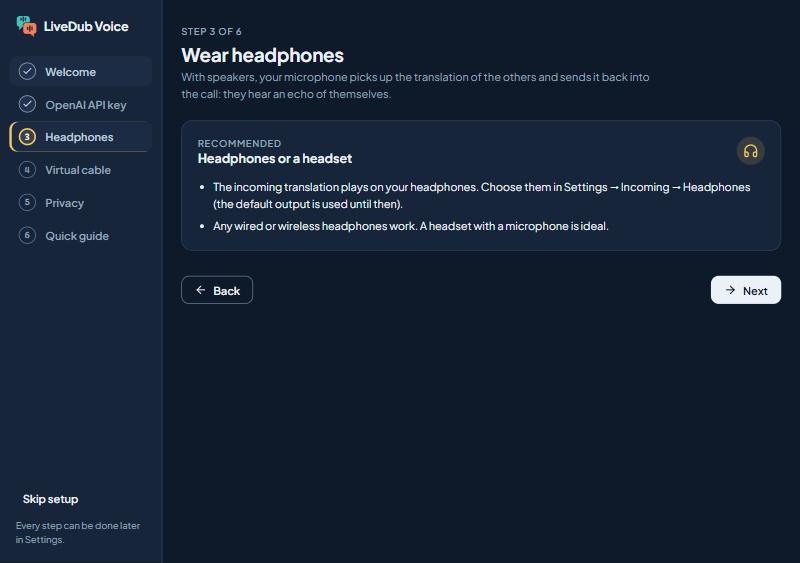 LiveDub Voice
Welcome
OpenAI API key
3 Headphones
4 Virtual cable
5 Privacy
6 Quick guide
Skip setup
Every step can be done later
in Settings.
STEP 3 OF 6
Wear headphones
With speakers, your microphone picks up the translation of the others and sends it back into
the call: they hear an echo of themselves.
RECOMMENDED
Headphones or a headset
• The incoming translation plays on your headphones. Choose them in Settings → Incoming → Headphones
(the default output is used until then).
• Any wired or wireless headphones work. A headset with a microphone is ideal.
← Back
→ Next